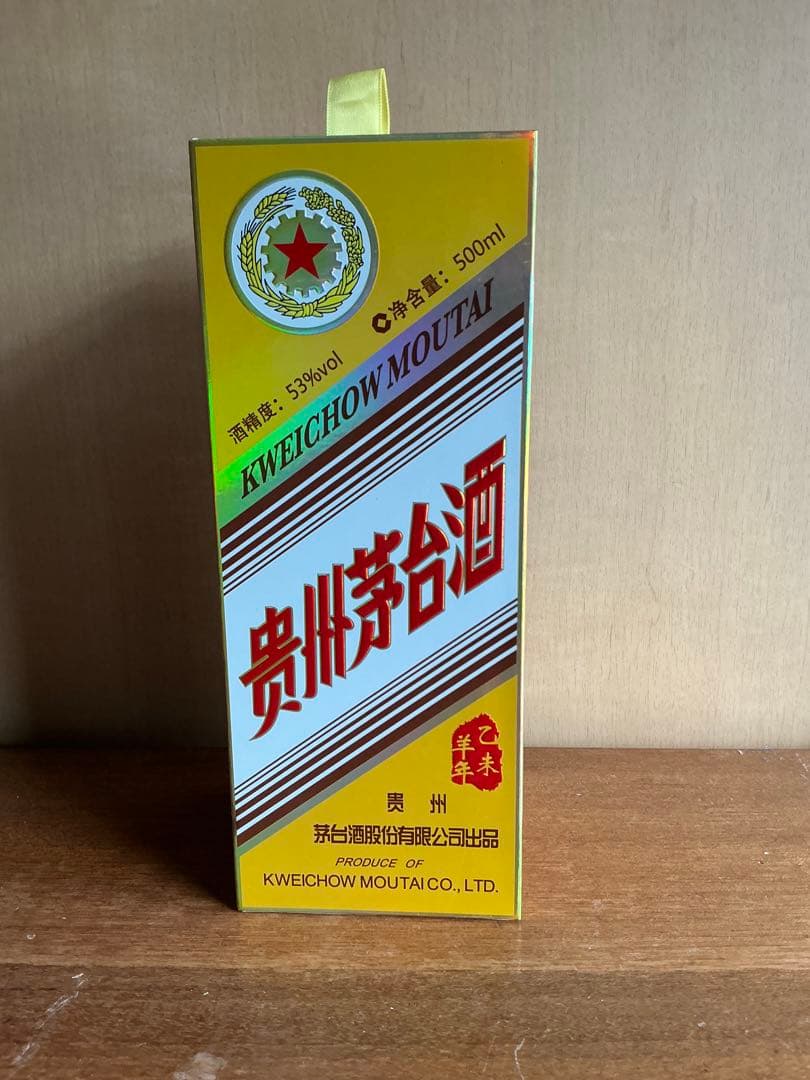 净含量：500ml
酒精度：53%vol
KWEICHOW MOUTAI
贵州茅台酒
乙未
羊年
贵州
茅台酒股份有限公司出品
PRODUCE OF
KWEICHOW MOUTAI CO., LTD.